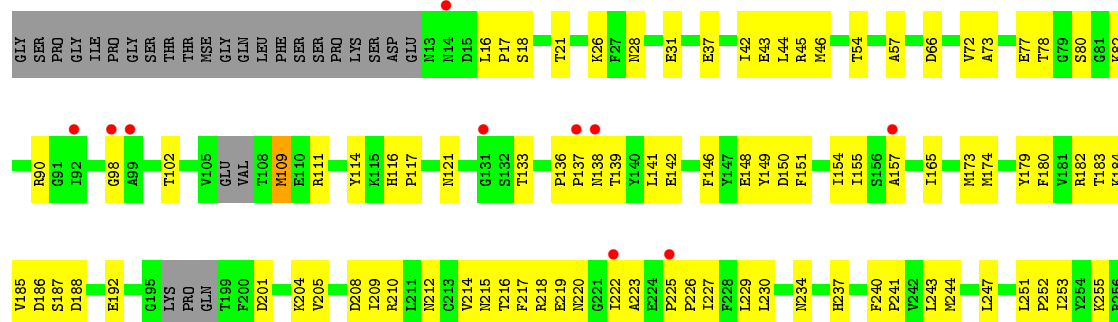 GLY SER PRO GLY ILE PRO GLY SER THR THR MSE GLY GLN LEU PHE SER SER PRO LYS SER ASP GLU N13 N14 D15 L16 P17 S18 T21 K26 F27 N28 E31 E37 I42 E43 L44 R45 M46 T54 A57 D66 V72 A73 E77 T78 G79 S80 G81 K82
R90 G91 I92 G98 A99 T102 V105 GLU VAL T108 M109 E110 R111 Y114 K115 H116 P117 N121 G131 S132 T133 P136 P137 N138 T139 Y140 L141 E142 F146 Y147 E148 Y149 D150 F151 I154 I155 S156 A157 I165 M173 M174 Y179 F180 V181 R182 T183 K184
V185 D186 S187 D188 E192 G195 LYS PRO GLN T199 F200 D201 K204 V205 D208 I209 R210 L211 N212 C213 V214 N215 T216 F217 R218 E219 N220 G221 I222 A223 E224 P225 P226 I227 F228 L229 L230 N234 H237 F240 P241 V242 L243 M244 L247 L251 P252 I253 Y254 K255